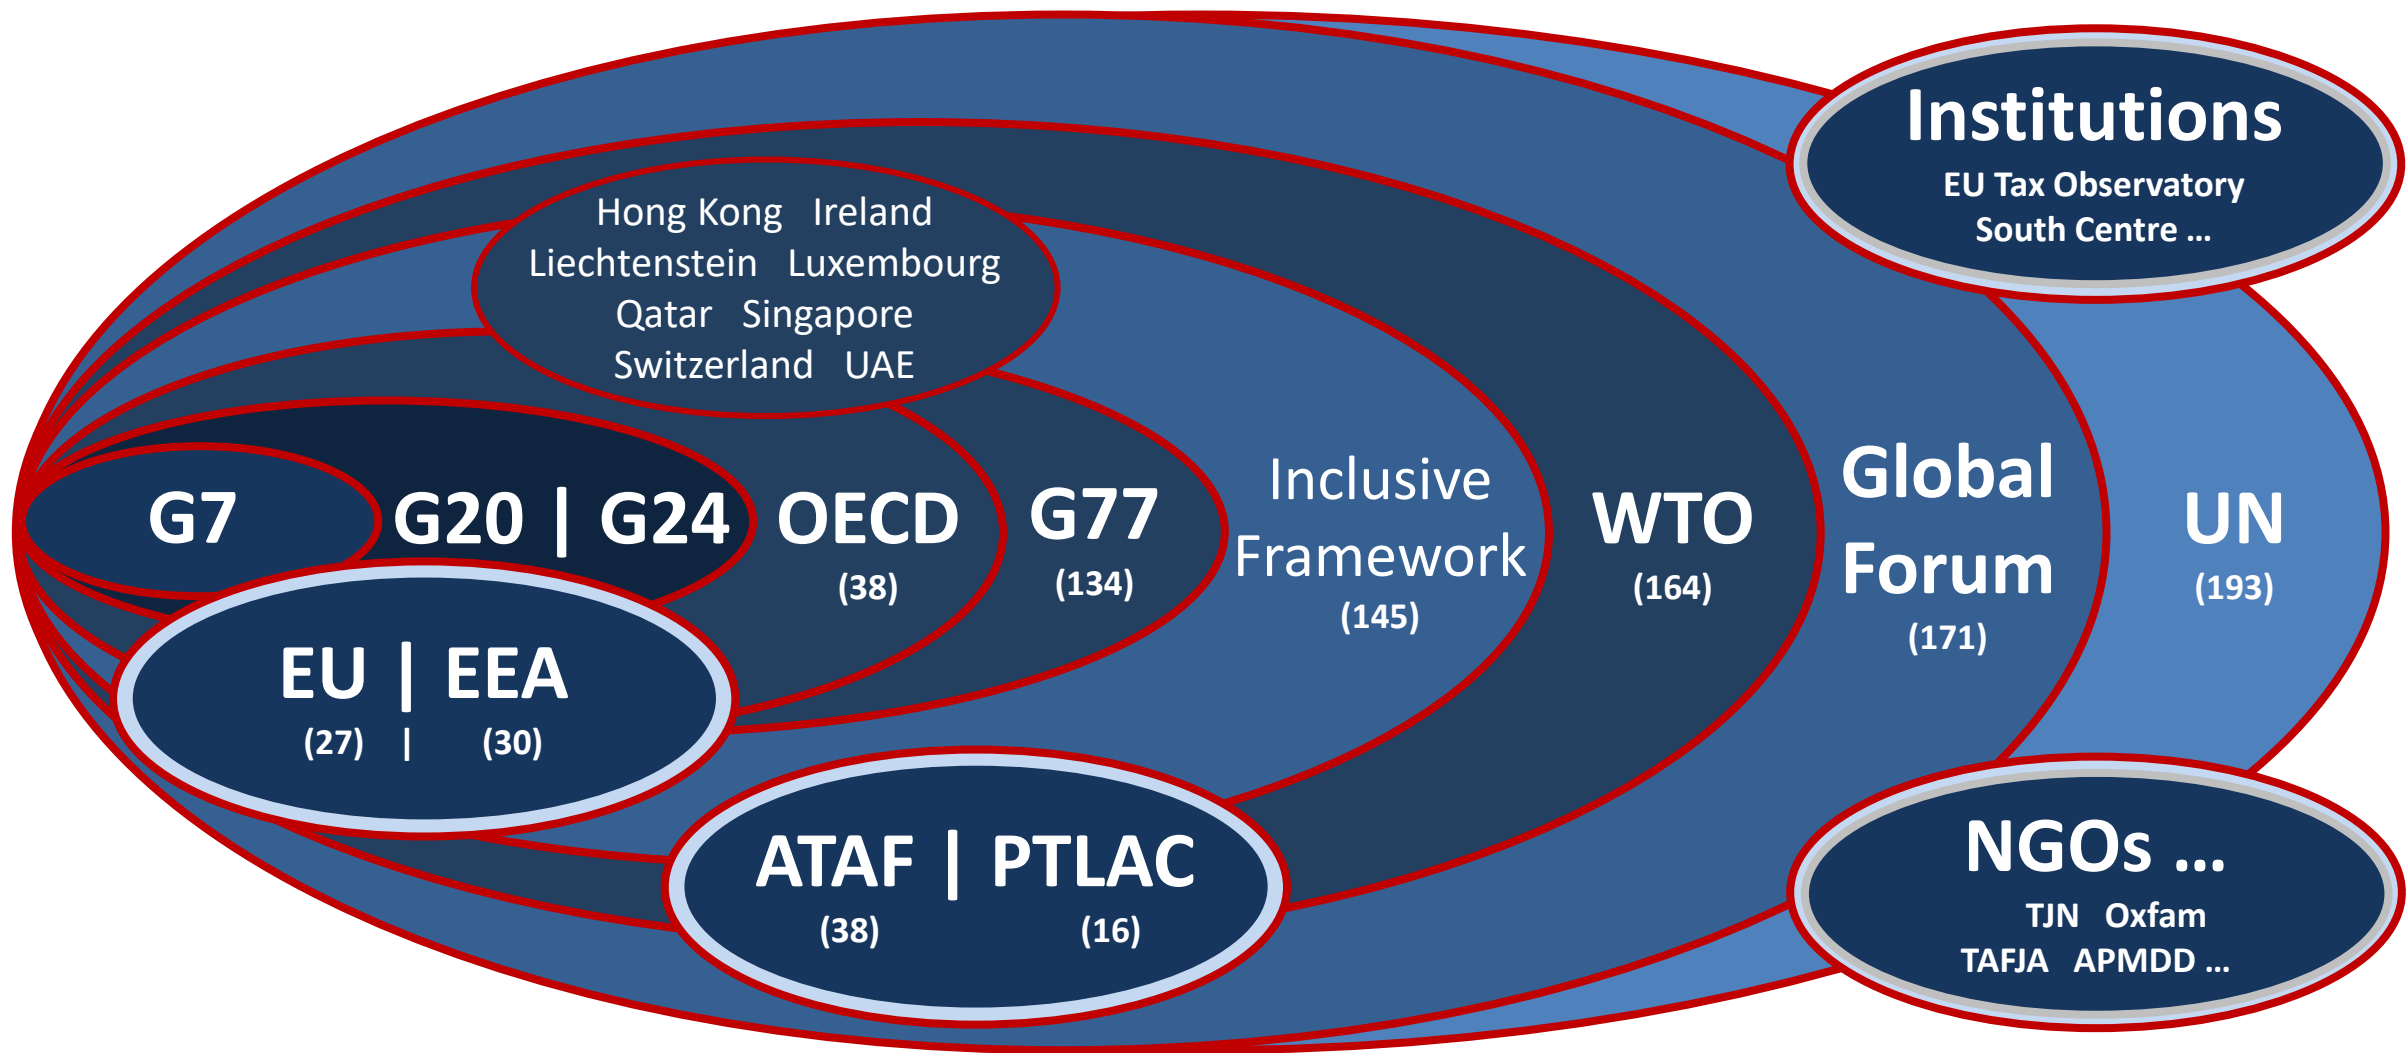 Institutions
EU Tax Observatory
South Centre ...
Hong Kong Ireland
Liechtenstein Luxembourg
Qatar Singapore
Switzerland UAE
G7
G20 | G24
OECD
(38)
G77
(134)
Inclusive
Framework
(145)
WTO
(164)
Global
Forum
(171)
UN
(193)
EU | EEA
(27) | (30)
ATAF | PTLAC
(38) (16)
NGOs ...
TJN Oxfam
TAFJA APMDD ...